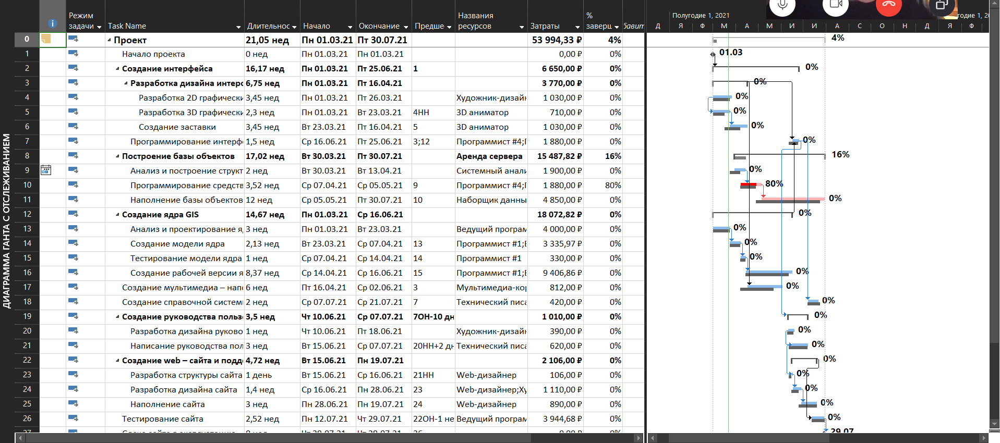 ДИАГРАММА ГАНТА С ОТСЛЕЖИВАНИЕМ
Режим задачи Task Name Длительнос Начало Окончание Предше Названия ресурсов Затраты % заверш
Полугодие 1, 2021
годие 1, 20
Д Я Ф М А М И И А С О Н Д Я Ф
0 Проект 21,05 нед Пн 01.03.21 Пт 30.07.21 53 994,33 ₽ 4% 4%
1 Начало проекта 0 нед Пн 01.03.21 Пн 01.03.21 0,00 ₽ 0% 01.03
2 Создание интерфейса 16,17 нед Пн 01.03.21 Пт 25.06.21 1 6 650,00 ₽ 0% 0%
3 Разработка дизайна интерс 6,75 нед Пн 01.03.21 Пт 16.04.21 3 770,00 ₽ 0% 0%
4 Разработка 2D графически 3,45 нед Пн 01.03.21 Пт 26.03.21 Художник-дизайн 1 030,00 ₽ 0% 0%
5 Разработка 3D графически 2,3 нед Пн 01.03.21 Вт 23.03.21 4НН 3D аниматор 710,00 ₽ 0% 0%
6 Создание заставки 3,45 нед Вт 23.03.21 Пт 16.04.21 5 3D аниматор 1 030,00 ₽ 0% 0%
7 Программирование интерф 1,5 нед Ср 16.06.21 Пт 25.06.21 3;12 Программист #4;П 1 880,00 ₽ 0% 0%
8 Построение базы объектов 17,02 нед Вт 30.03.21 Пт 30.07.21 Аренда сервера 15 487,82 ₽ 16% 16%
9 Анализ и построение структ 2 нед Вт 30.03.21 Вт 13.04.21 Системный анали 1 900,00 ₽ 0% 0%
10 Программирование средств 3,52 нед Ср 07.04.21 Ср 05.05.21 9 Программист #4;П 1 880,00 ₽ 80% 80%
11 Наполнение базы объектов 12 нед Ср 05.05.21 Пт 30.07.21 10 Наборщик данны 4 850,00 ₽ 0% 0%
12 Создание ядра GIS 14,67 нед Пн 01.03.21 Ср 16.06.21 18 072,82 ₽ 0% 0%
13 Анализ и проектирование я 3 нед Пн 01.03.21 Вт 23.03.21 Ведущий програм 4 000,00 ₽ 0% 0%
14 Создание модели ядра 2,13 нед Вт 23.03.21 Ср 07.04.21 13 Программист #1;В 3 335,97 ₽ 0% 0%
15 Тестирование модели ядра 1 нед Ср 07.04.21 Ср 14.04.21 14 Программист #1 330,00 ₽ 0% 0%
16 Создание рабочей версии я 8,37 нед Ср 14.04.21 Ср 16.06.21 15 Программист #1;В 9 406,86 ₽ 0% 0%
17 Создание мультимедиа – напо 6 нед Пт 16.04.21 Ср 02.06.21 3 Мультимедиа-кор 812,00 ₽ 0% 0%
18 Создание справочной системı 2 нед Ср 07.07.21 Ср 21.07.21 7 Технический писа 420,00 ₽ 0% 0%
19 Создание руководства польз 3,5 нед Чт 10.06.21 Ср 07.07.21 7ОН-10 дн 1 010,00 ₽ 0% 0%
20 Разработка дизайна руково 1 нед Чт 10.06.21 Пт 18.06.21 Художник-дизайн 390,00 ₽ 0% 0%
21 Написание руководства пол 3 нед Вт 15.06.21 Ср 07.07.21 20НН+2 дн Технический писа 620,00 ₽ 0% 0%
22 Создание web – сайта и подд 4,72 нед Вт 15.06.21 Пн 19.07.21 2 106,00 ₽ 0% 0%
23 Разработка структуры сайта 1 день Вт 15.06.21 Ср 16.06.21 21НН Web-дизайнер 106,00 ₽ 0% 0%
24 Разработка дизайна сайта 1,4 нед Ср 16.06.21 Пн 28.06.21 23 Web-дизайнер;Ху 1 110,00 ₽ 0% 0%
25 Наполнение сайта 3 нед Пн 28.06.21 Пн 19.07.21 24 Web-дизайнер 890,00 ₽ 0% 0%
26 Тестирование сайта 2,52 нед Пн 12.07.21 Чт 29.07.21 22ОН-1 не Ведущий програм 3 944,68 ₽ 0% 0%
29.07